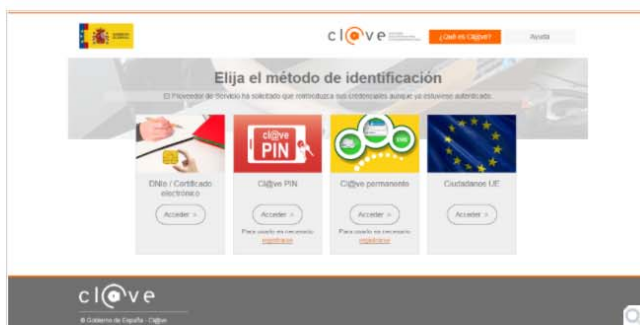 GOBIERNO DE ESPAÑA
cl@ve
¿Qué es Cl@ve?
Ayuda
Elija el método de identificación
El Proveedor de Servicio ha solicitado que reintroduzca sus credenciales aunque ya estuviese autenticado.
cl@ve
PIN
DNIe / Certificado
electrónico
Cl@ve PIN
Cl@ve permanente
Ciudadanos UE
Acceder >
Acceder >
Acceder >
Acceder >
Para usarlo es necesario
registrarse
Para usarlo es necesario
registrarse
cl@ve
© Gobierno de España - Cl@ve